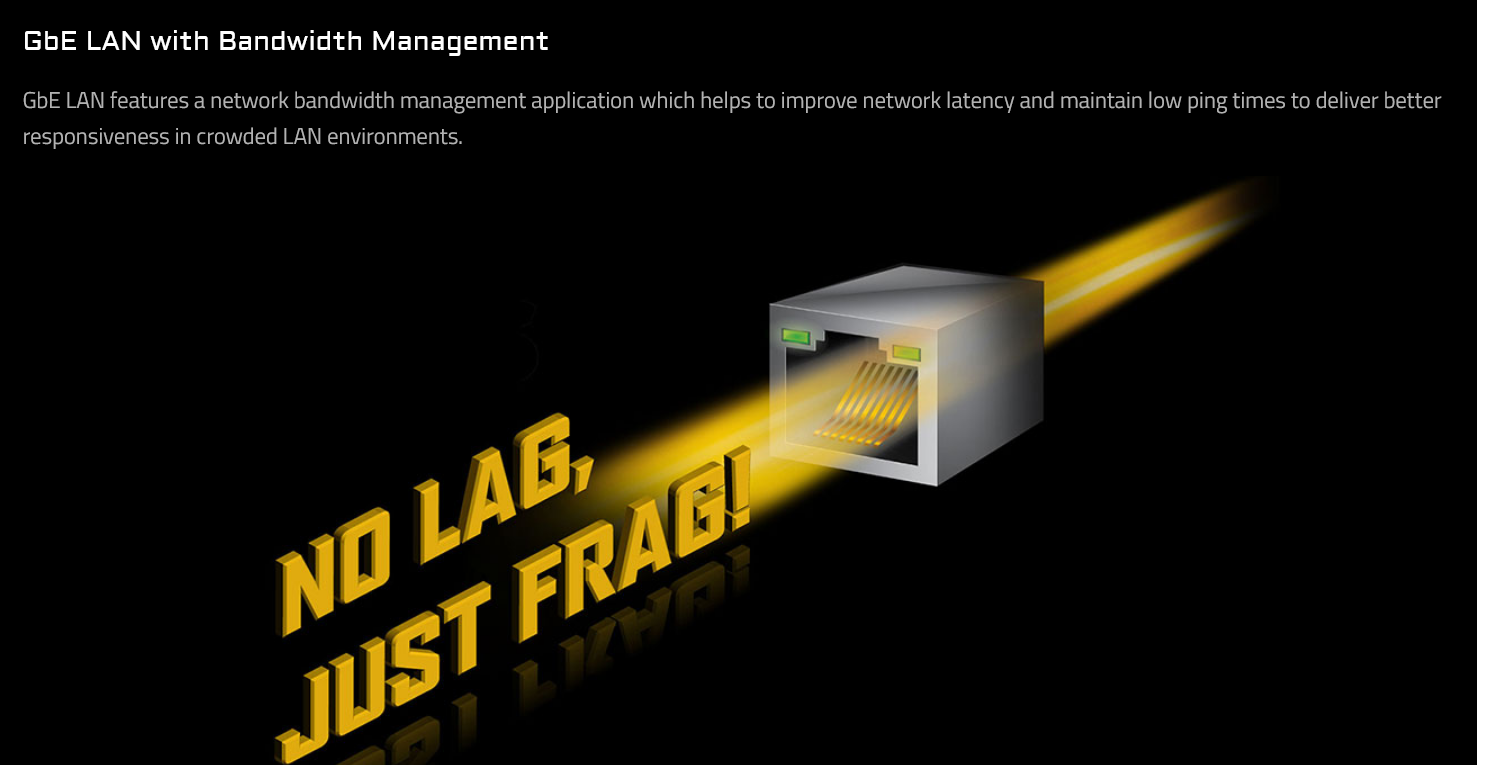 GbE LAN with Bandwidth Management
GbE LAN features a network bandwidth management application which helps to improve network latency and maintain low ping times to deliver better
responsiveness in crowded LAN environments.
NO LAG,
JUST FRAG!